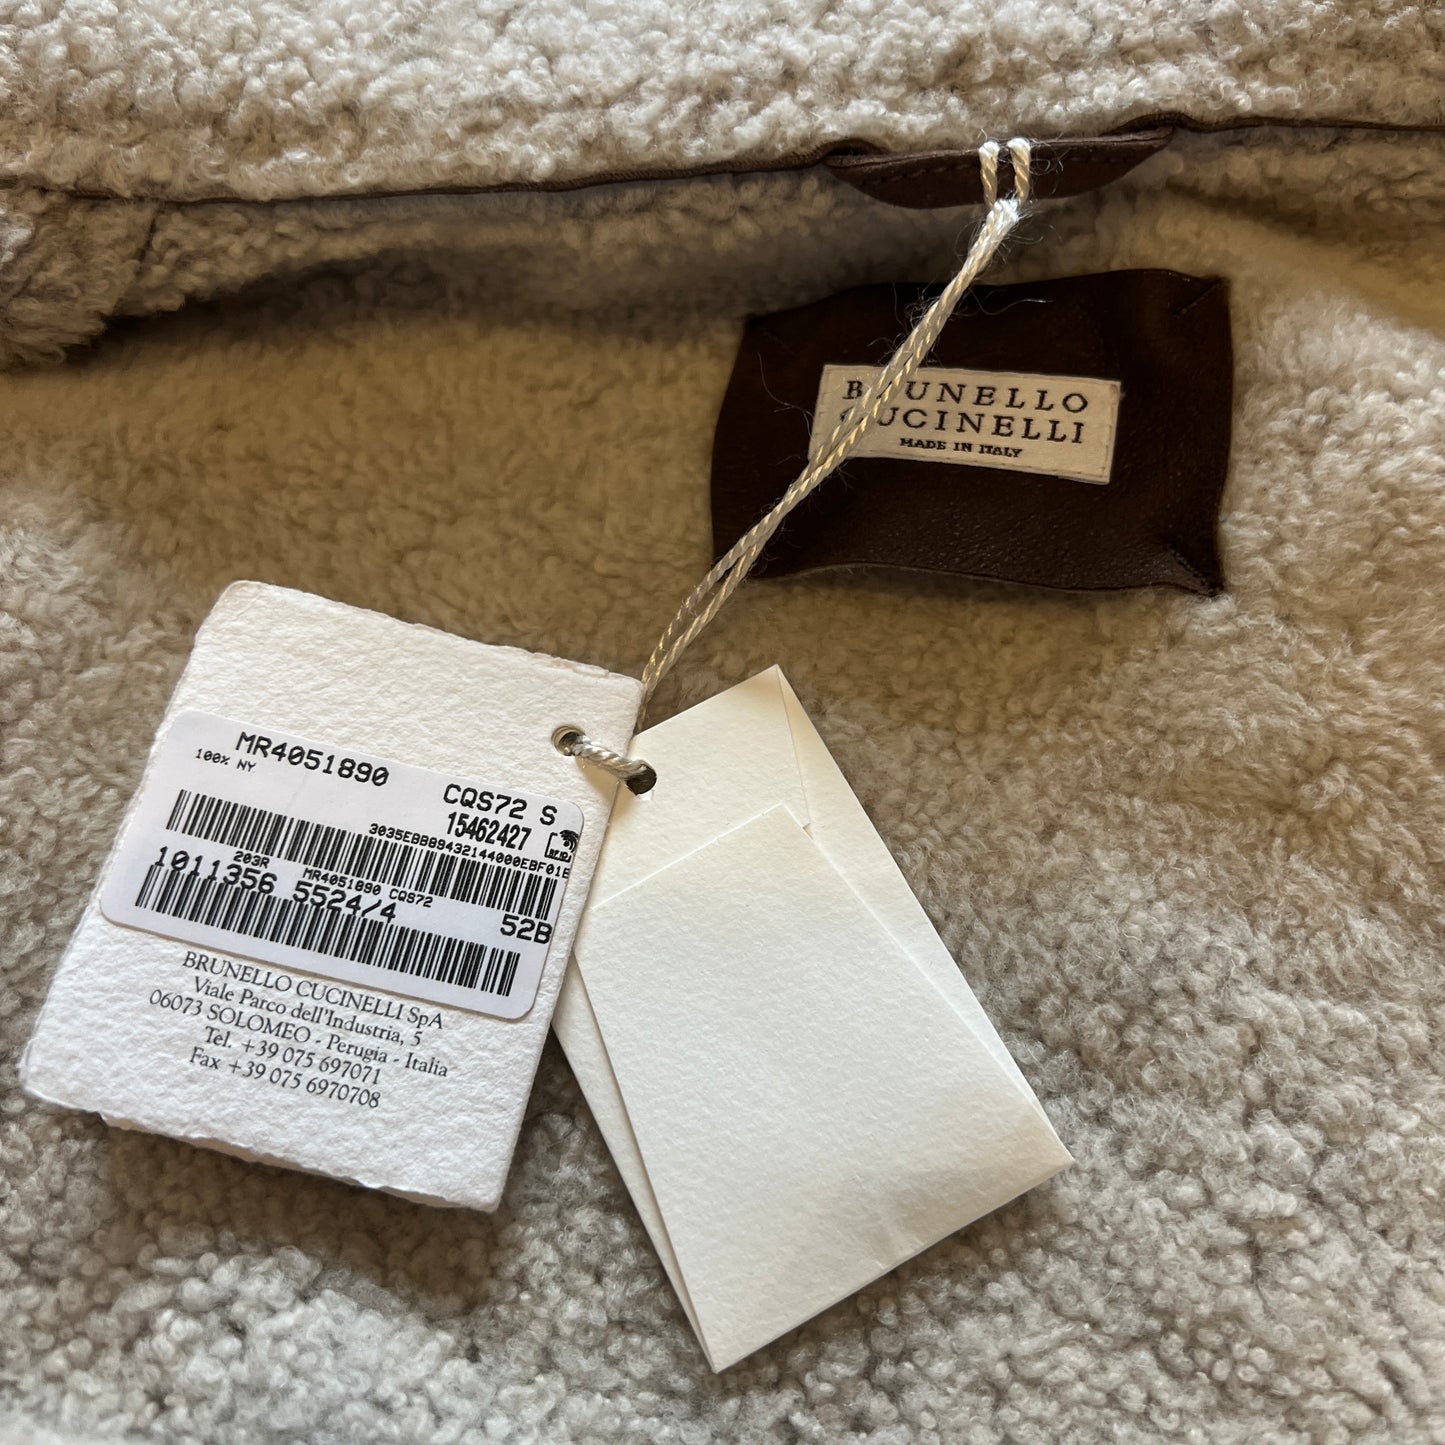 BRUNELLO
CUCINELLI
MADE IN ITALY
MR4051890
100% NY
CQS72 S
15462427
3035EBB89432144000EBF01E
203R
MR4051890 CQS72
1011356 5524/4
52B
BRUNELLO CUCINELLI SpA
Viale Parco dell'Industria, 5
06073 SOLOMEO - Perugia - Italia
Tel. +39 075 697071
Fax +39 075 6970708